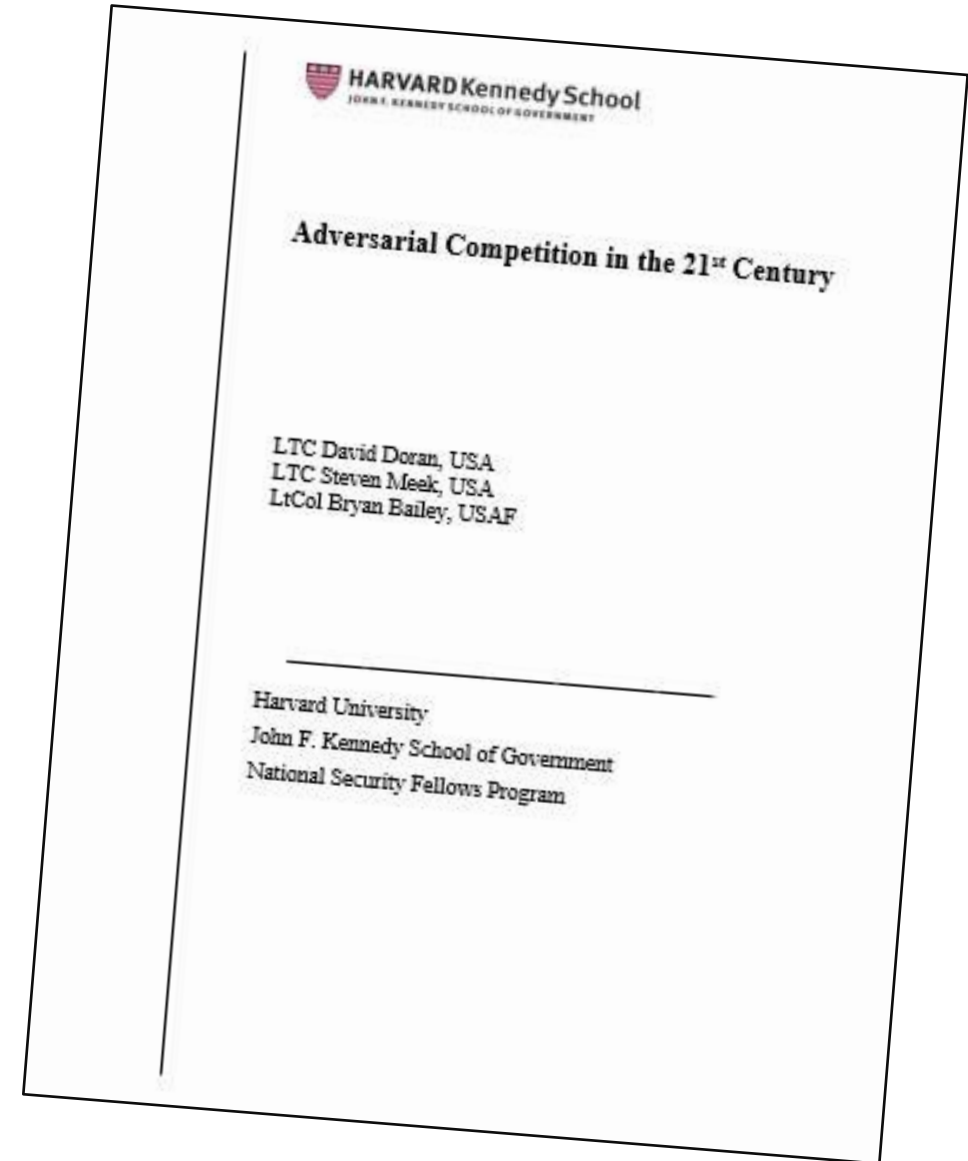 HARVARD Kennedy School
JOHN F. KENNEDY SCHOOL OF GOVERNMENT
Adversarial Competition in the 21st Century
LTC David Doran, USA
LTC Steven Meek, USA
LtCol Bryan Bailey, USAF
Harvard University
John F. Kennedy School of Government
National Security Fellows Program